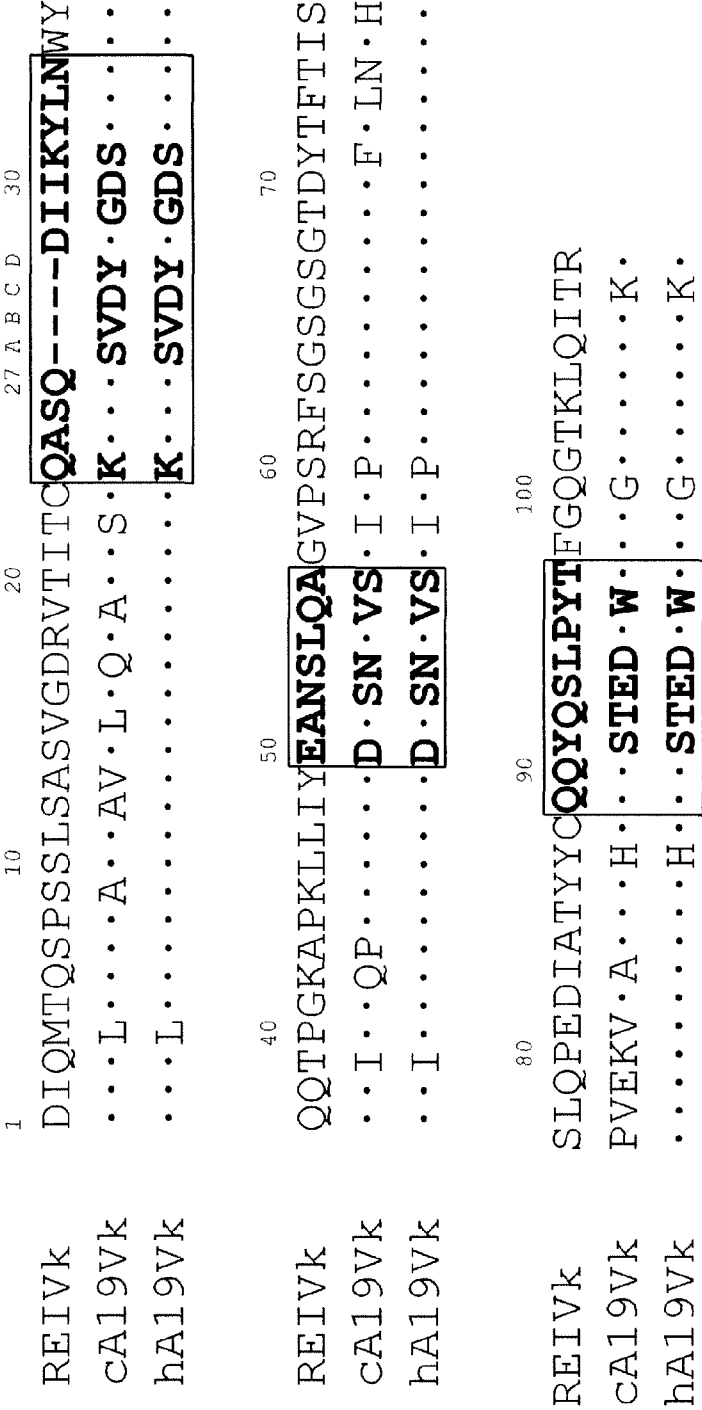 1 10 20 27 A B C D 30
REIVk DIQMTQSPSSLSASVGDRVTITCQASQ----DIIKYLNWY
cA19Vk ···L····A··AV·L·Q·A··S·K···SVDY·GDS·····
hA19Vk ···L···················K···SVDY·GDS·····
40 50 60 70
REIVk QQTPGKAPKLLIYEANSLQAGVPSRFSGSGSGTDYTFTIS
cA19Vk ··I··QP······D·SN·VS·I·P··········F·LN·H
hA19Vk ··I··········D·SN·VS·I·P················
80 90 100
REIVk SLQPEDIATYYCQQYQSLPYTFGQGTKLQITR
cA19Vk PVEKV·A···H···STED·W···G······K·
hA19Vk ··········H···STED·W···G······K·